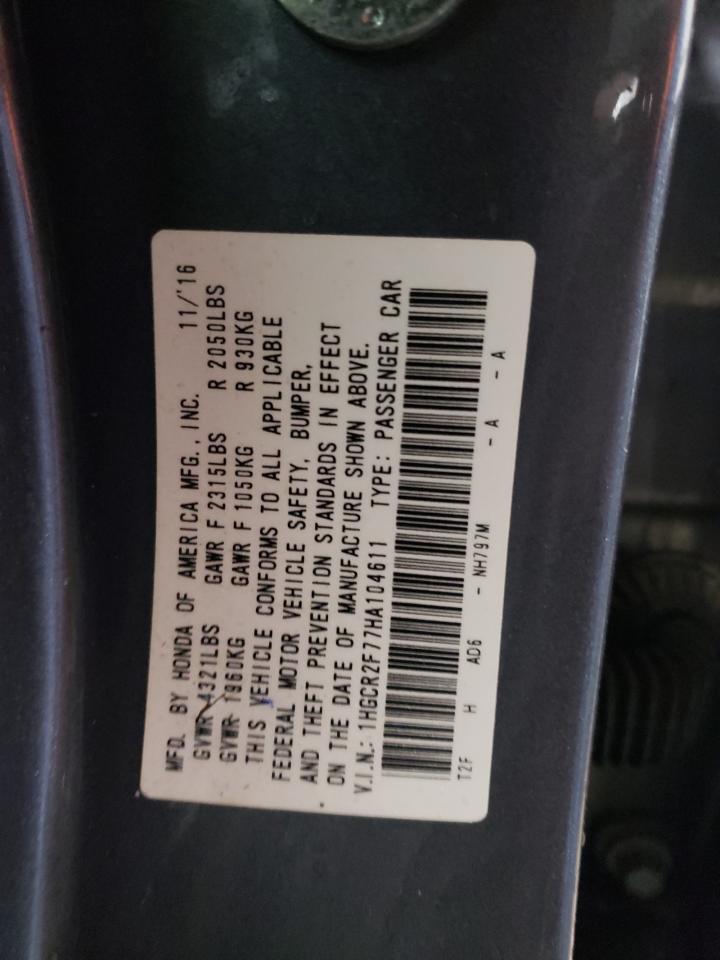 MFD. BY HONDA OF AMERICA MFG., INC. 11/'16
GVWR 4321LBS GAWR F 2315LBS R 2050LBS
GVWR 1960KG GAWR F 1050KG R 930KG
THIS VEHICLE CONFORMS TO ALL APPLICABLE
FEDERAL MOTOR VEHICLE SAFETY, BUMPER,
AND THEFT PREVENTION STANDARDS IN EFFECT
ON THE DATE OF MANUFACTURE SHOWN ABOVE.
V.I.N.: 1HGCR2F77HA104611 TYPE: PASSENGER CAR
T2F H AD6 - NH797M - A - A